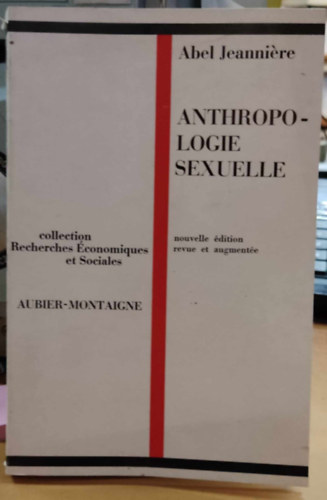 Abel Jeannière
ANTHROPO-
LOGIE
SEXUELLE
collection
Recherches Économiques
et Sociales
nouvelle édition
revue et augmentée
AUBIER-MONTAIGNE